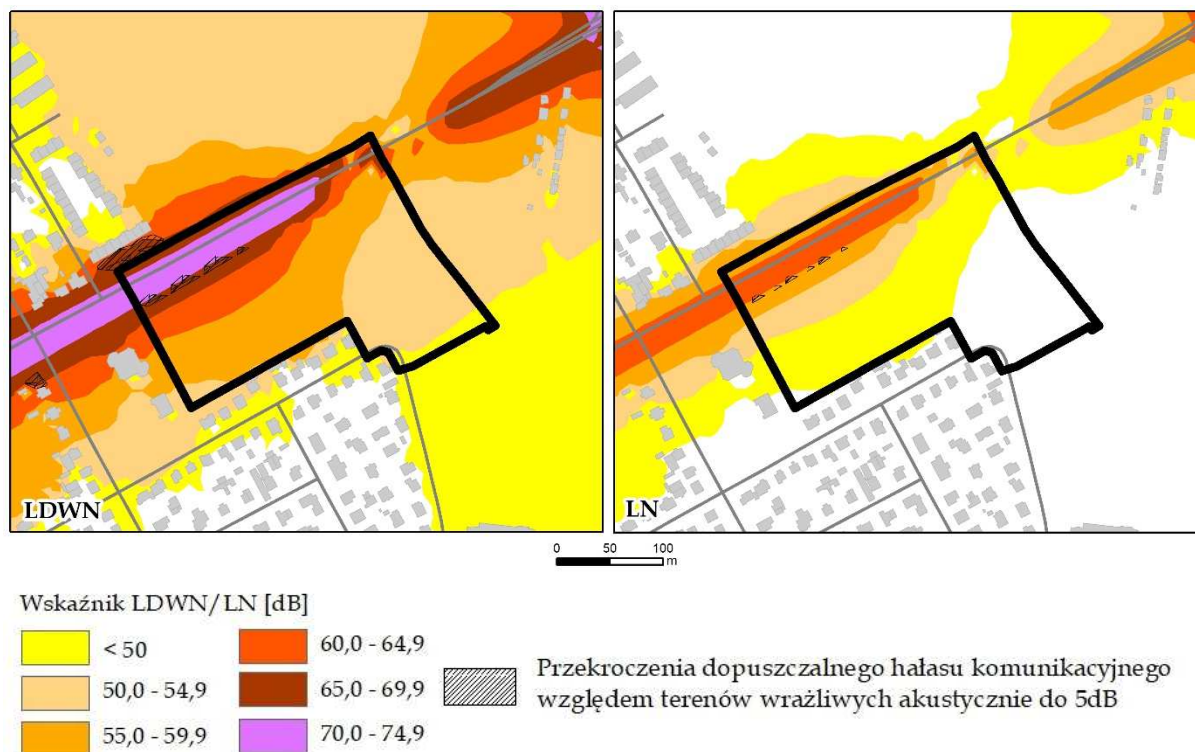 LDWN
LN
0 50 100
m
Wskaźnik LDWN/LN [dB]
< 50
50,0 - 54,9
55,0 - 59,9
60,0 - 64,9
65,0 - 69,9
70,0 - 74,9
Przekroczenia dopuszczalnego hałasu komunikacyjnego
względem terenów wrażliwych akustycznie do 5dB